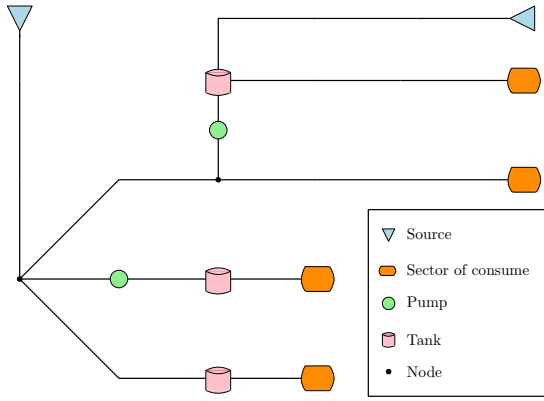 Source
Sector of consume
Pump
Tank
Node